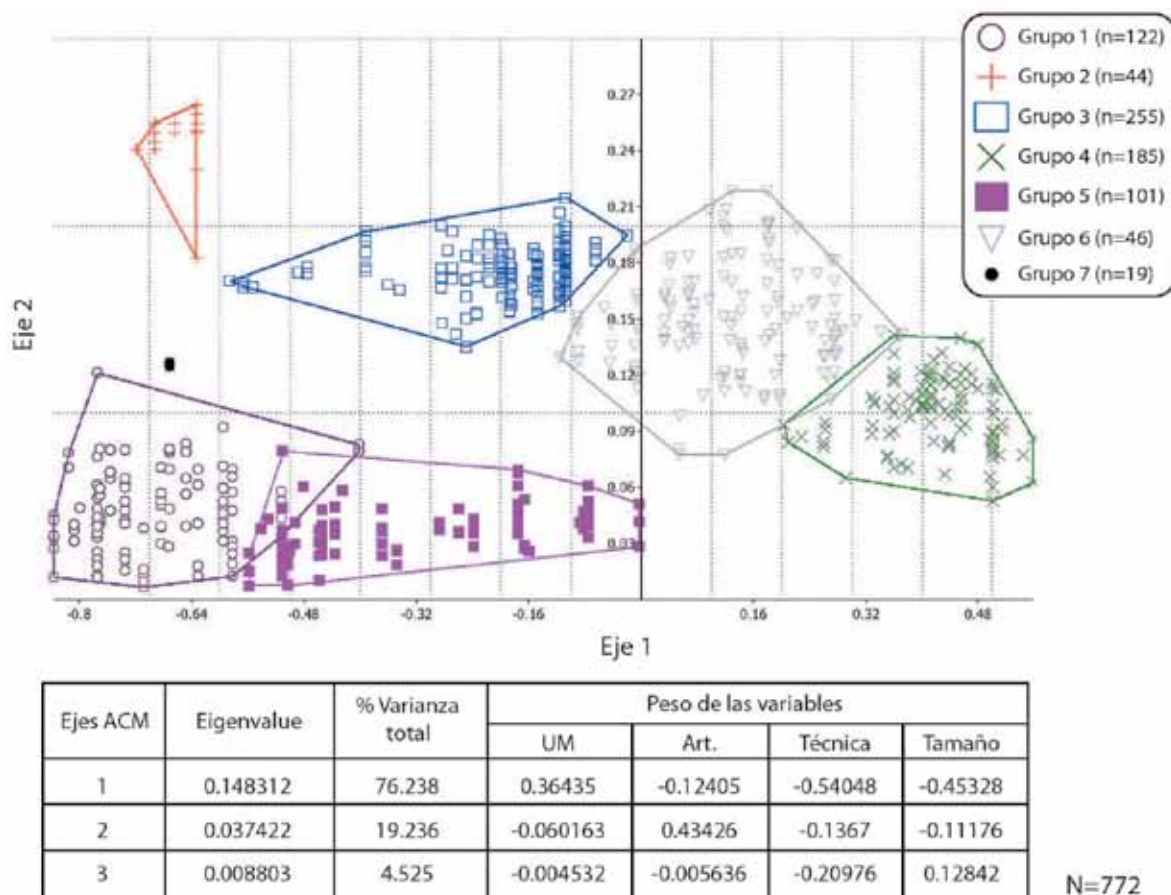 Grupo 1 (n=122)
Grupo 2 (n=44)
Grupo 3 (n=255)
Grupo 4 (n=185)
Grupo 5 (n=101)
Grupo 6 (n=46)
Grupo 7 (n=19)
Eje 2
0.27
0.24
0.21
0.18
0.15
0.12
0.09
0.06
0.03
-0.8 -0.64 -0.48 -0.32 -0.16 0.16 0.32 0.48
Eje 1
Ejes ACM Eigenvalue % Varianza total Peso de las variables
UM Art. Técnica Tamaño
1 0.148312 76.238 0.36435 -0.12405 -0.54048 -0.45328
2 0.037422 19.236 -0.060163 0.43426 -0.1367 -0.11176
3 0.008803 4.525 -0.004532 -0.005636 -0.20976 0.12842
N=772